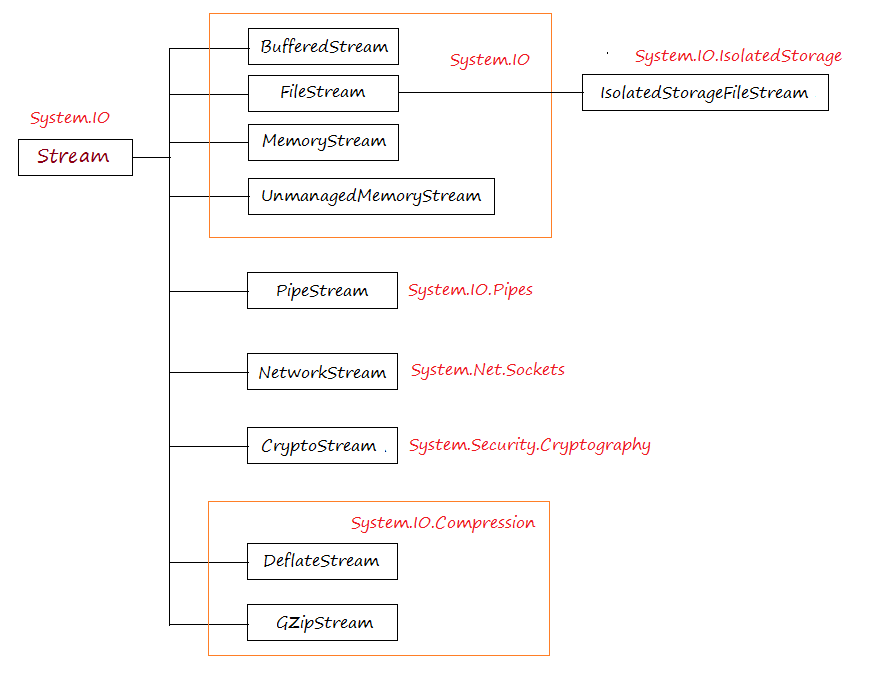 System.IO
Stream
System.IO
BufferedStream
FileStream
MemoryStream
UnmanagedMemoryStream
System.IO.IsolatedStorage
IsolatedStorageFileStream
PipeStream
System.IO.Pipes
NetworkStream
System.Net.Sockets
CryptoStream .
System.Security.Cryptography
System.IO.Compression
DeflateStream
GZipStream